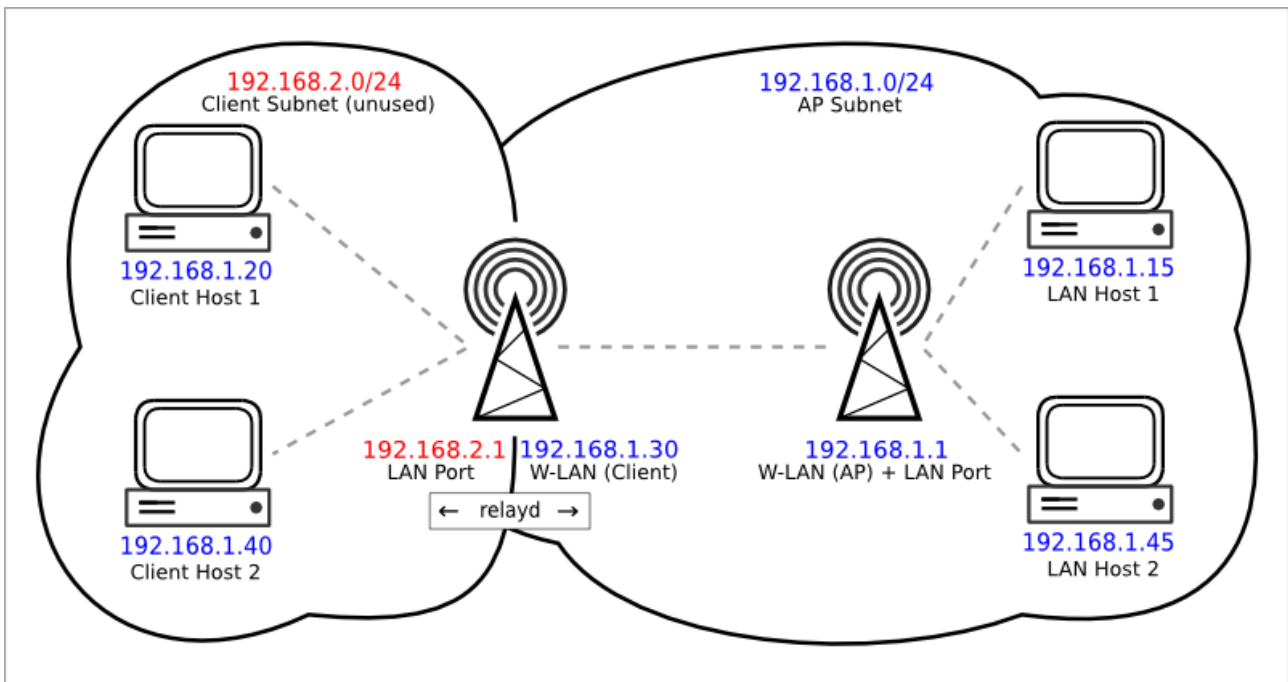 192.168.2.0/24
Client Subnet (unused)
192.168.1.0/24
AP Subnet
192.168.1.20
Client Host 1
192.168.1.15
LAN Host 1
192.168.2.1
LAN Port
192.168.1.30
W-LAN (Client)
192.168.1.1
W-LAN (AP) + LAN Port
← relayd →
192.168.1.40
Client Host 2
192.168.1.45
LAN Host 2